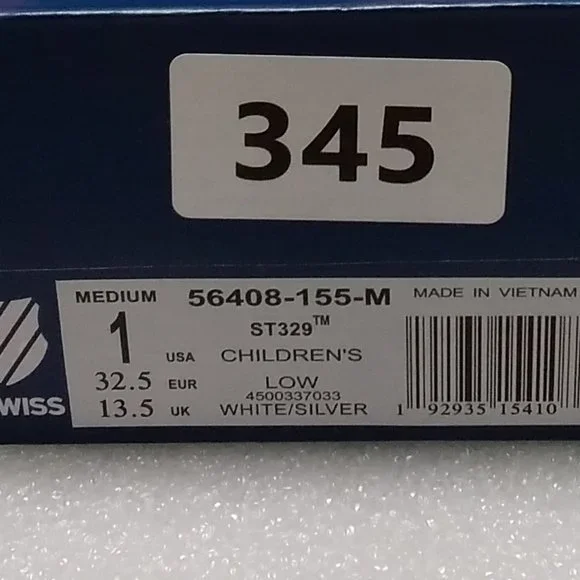 345
MEDIUM 56408-155-M MADE IN VIETNAM
1 USA ST329™
CHILDREN'S
32.5 EUR LOW
4500337033
13.5 UK WHITE/SILVER
WISS
1 92935 15410